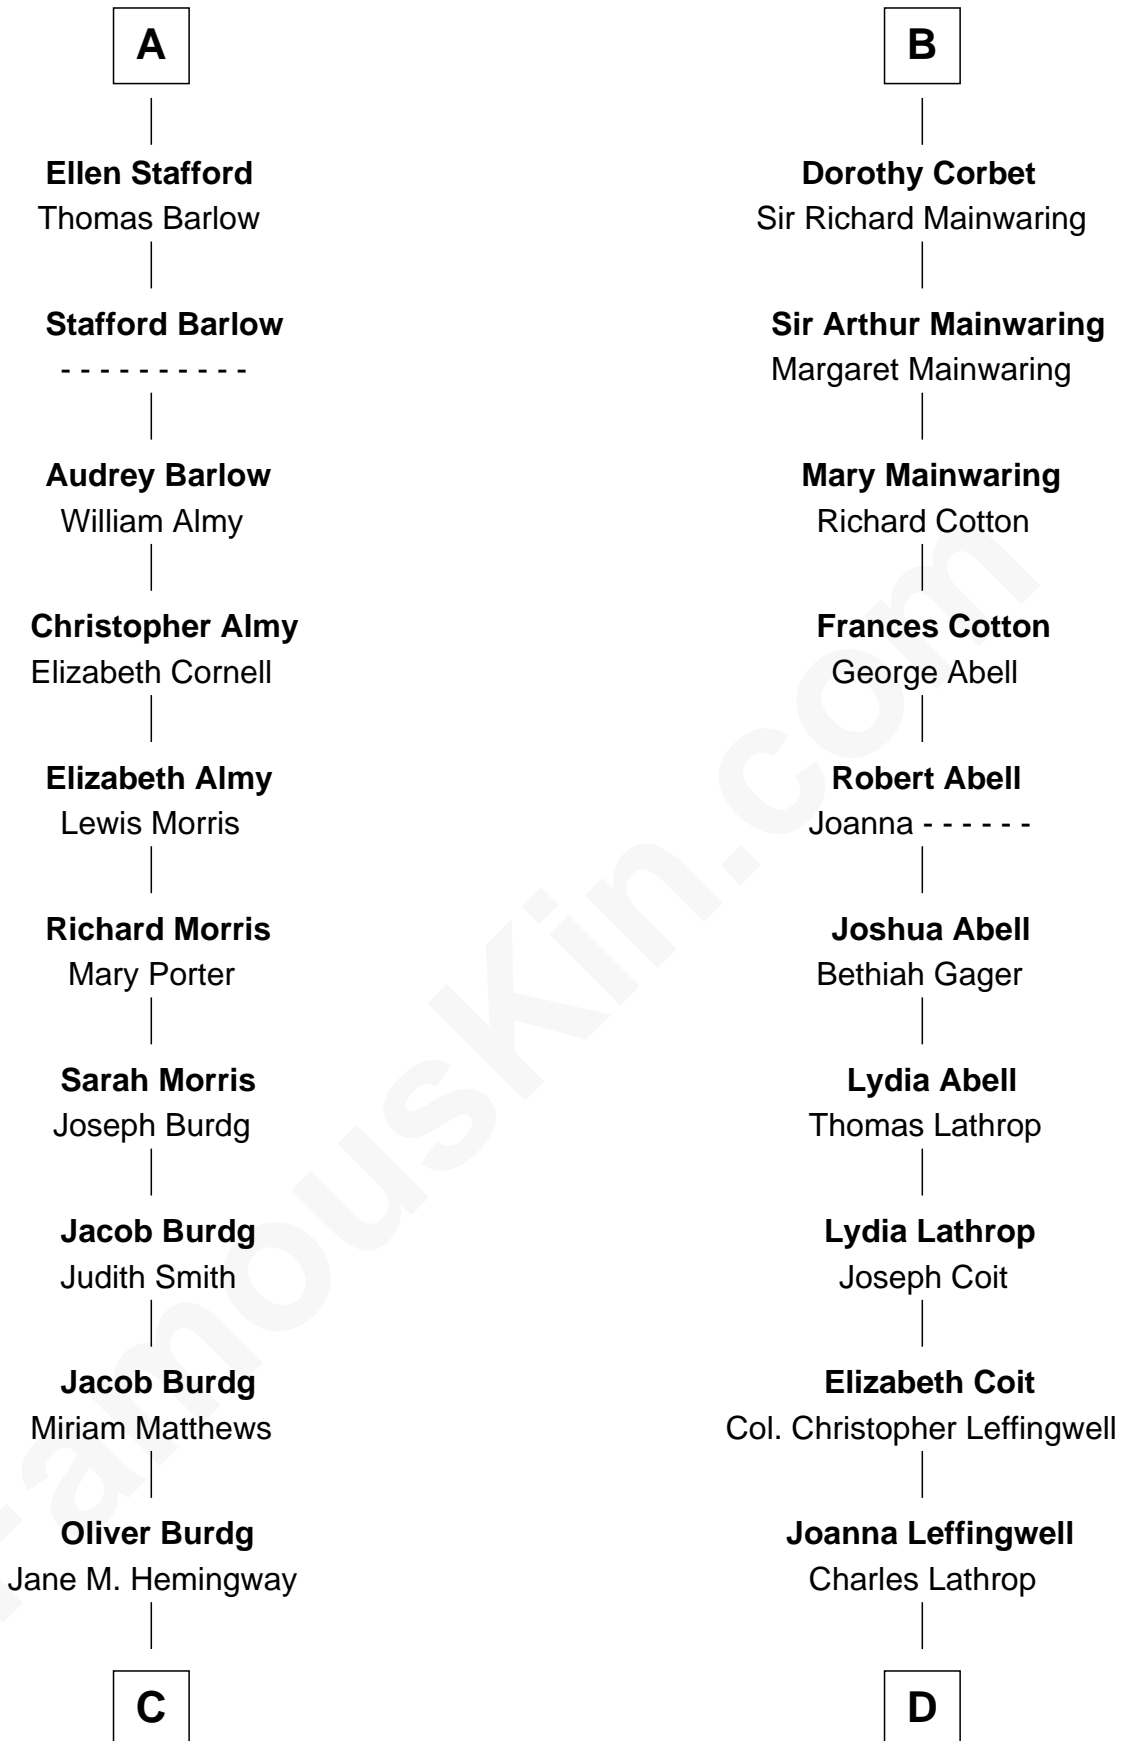 A
Ellen Stafford
Thomas Barlow
Stafford Barlow
- - - - - - - - - -
Audrey Barlow
William Almy
Christopher Almy
Elizabeth Cornell
Elizabeth Almy
Lewis Morris
Richard Morris
Mary Porter
Sarah Morris
Joseph Burdg
Jacob Burdg
Judith Smith
Jacob Burdg
Miriam Matthews
Oliver Burdg
Jane M. Hemingway
C
B
Dorothy Corbet
Sir Richard Mainwaring
Sir Arthur Mainwaring
Margaret Mainwaring
Mary Mainwaring
Richard Cotton
Frances Cotton
George Abell
Robert Abell
Joanna - - - - - -
Joshua Abell
Bethiah Gager
Lydia Abell
Thomas Lathrop
Lydia Lathrop
Joseph Coit
Elizabeth Coit
Col. Christopher Leffingwell
Joanna Leffingwell
Charles Lathrop
D
FamousKin.com